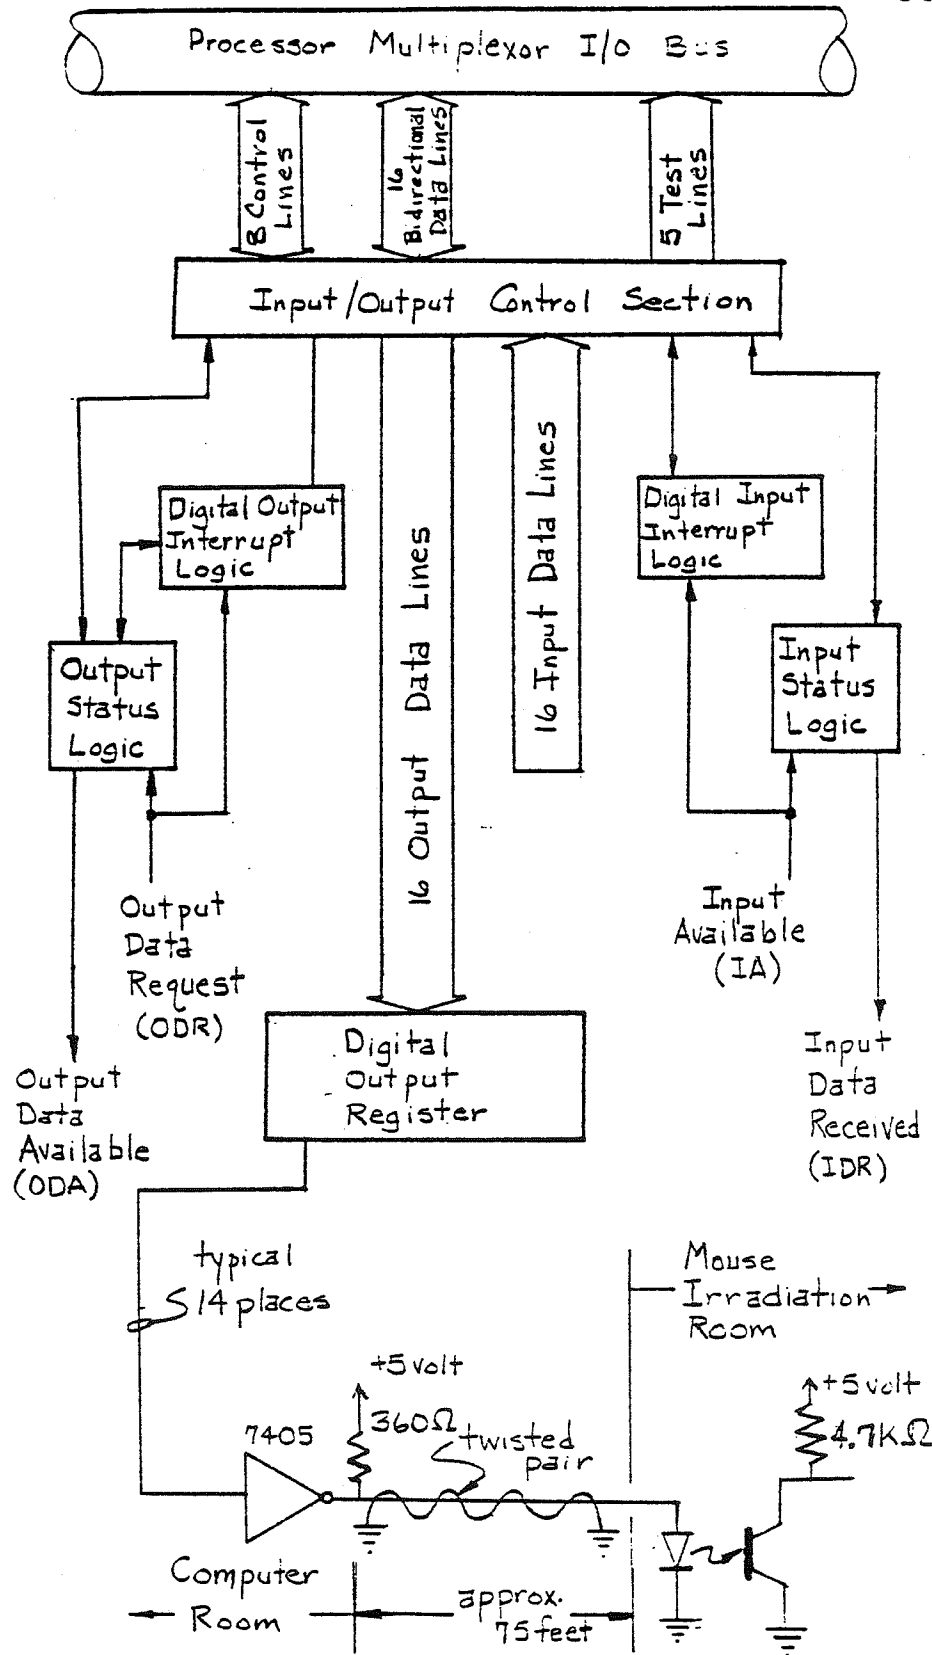 Processor Multiplexor I/O Bus
8 Control
Lines
16
Bidirectional
Data Lines
5 Test
Lines
Input/Output Control Section
Digital Output
Interrupt
Logic
Digital Input
Interrupt
Logic
Output
Status
Logic
Input
Status
Logic
16 Output Data Lines
16 Input Data Lines
Output
Data
Request
(ODR)
Input
Available
(IA)
Output
Data
Available
(ODA)
Digital
Output
Register
Input
Data
Received
(IDR)
typical
14 places
Mouse
Irradiation
Room
+5 volt
360Ω
7405
twisted
pair
+5 volt
4.7KΩ
Computer
Room
approx.
75 feet